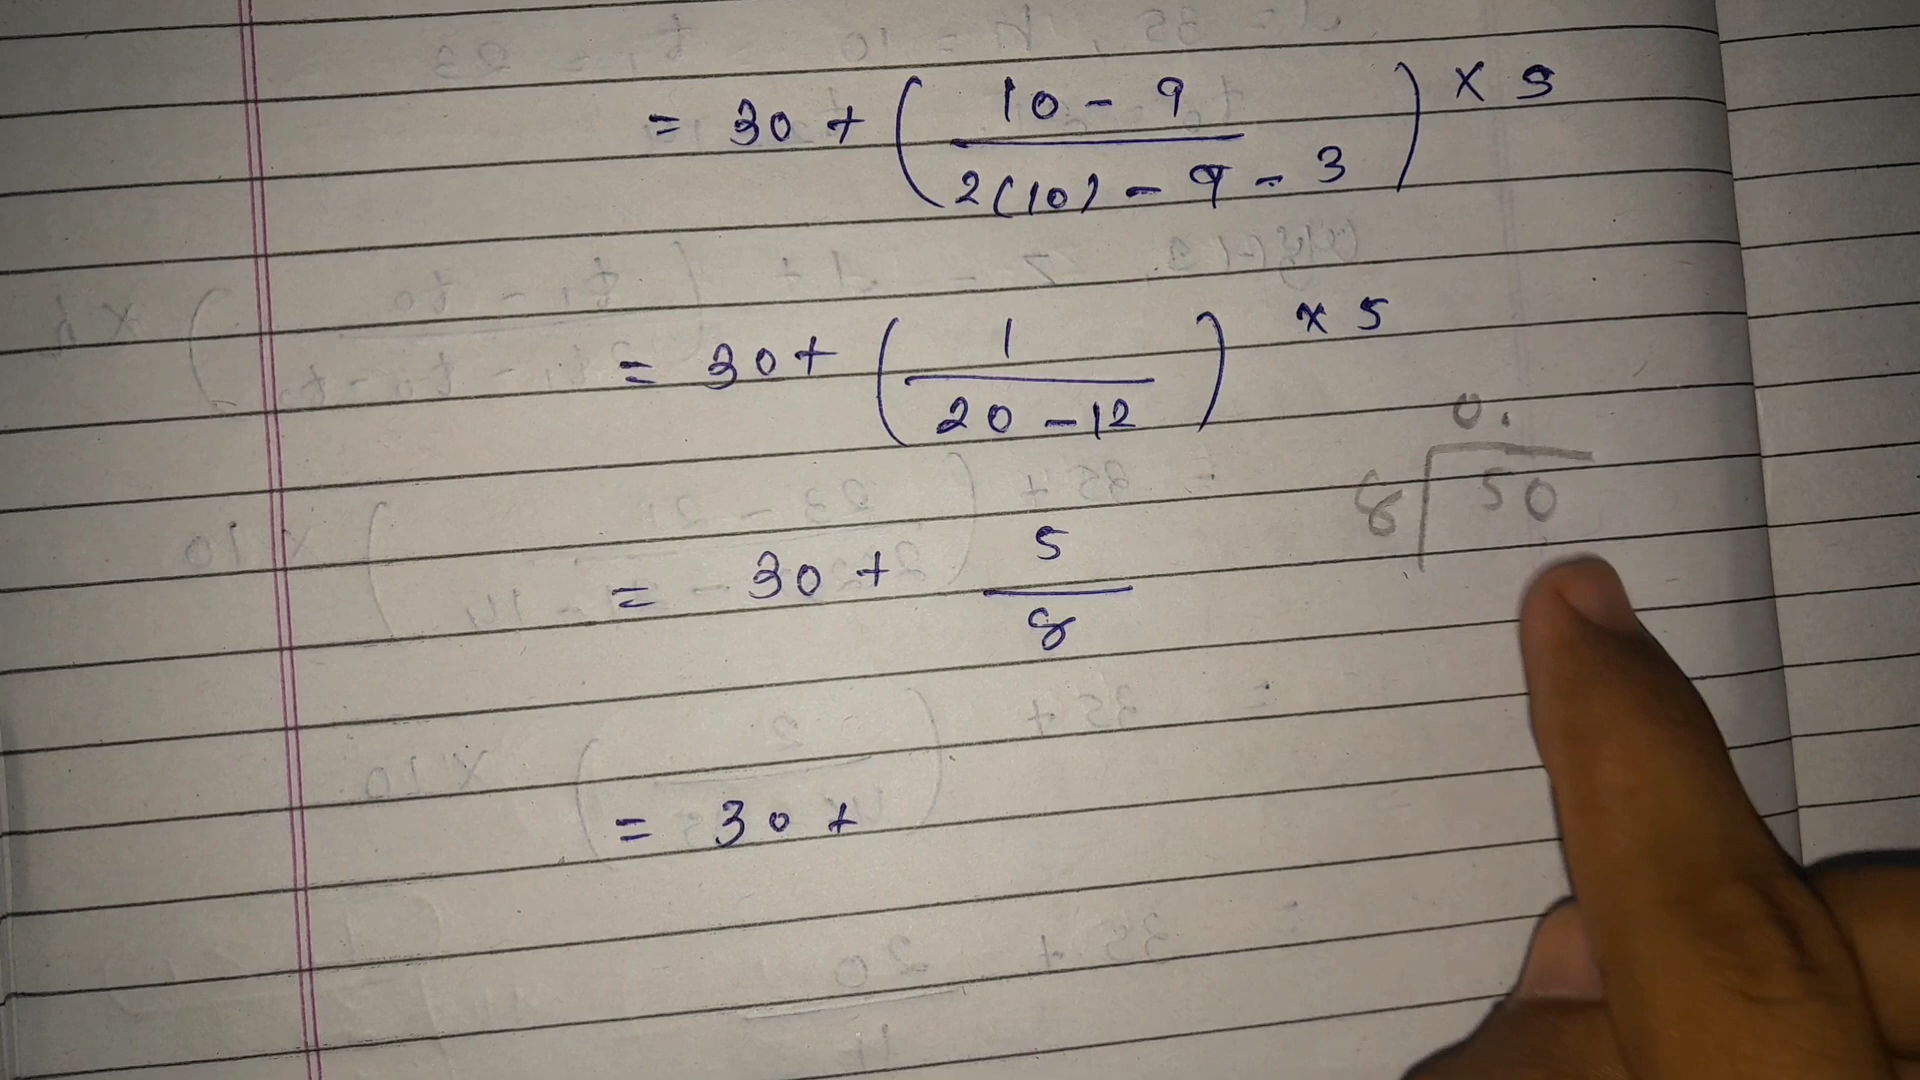 = 30 + ( 10 - 9 / 2(10) - 9 - 3 ) × 5
= 30 + ( 1 / 20 - 12 ) × 5
= 30 + 5 / 8
0.
8 50
= 30 +